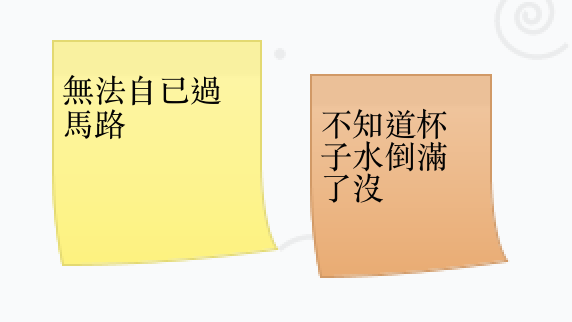 無法自已過
馬路
不知道杯
子水倒滿
了沒